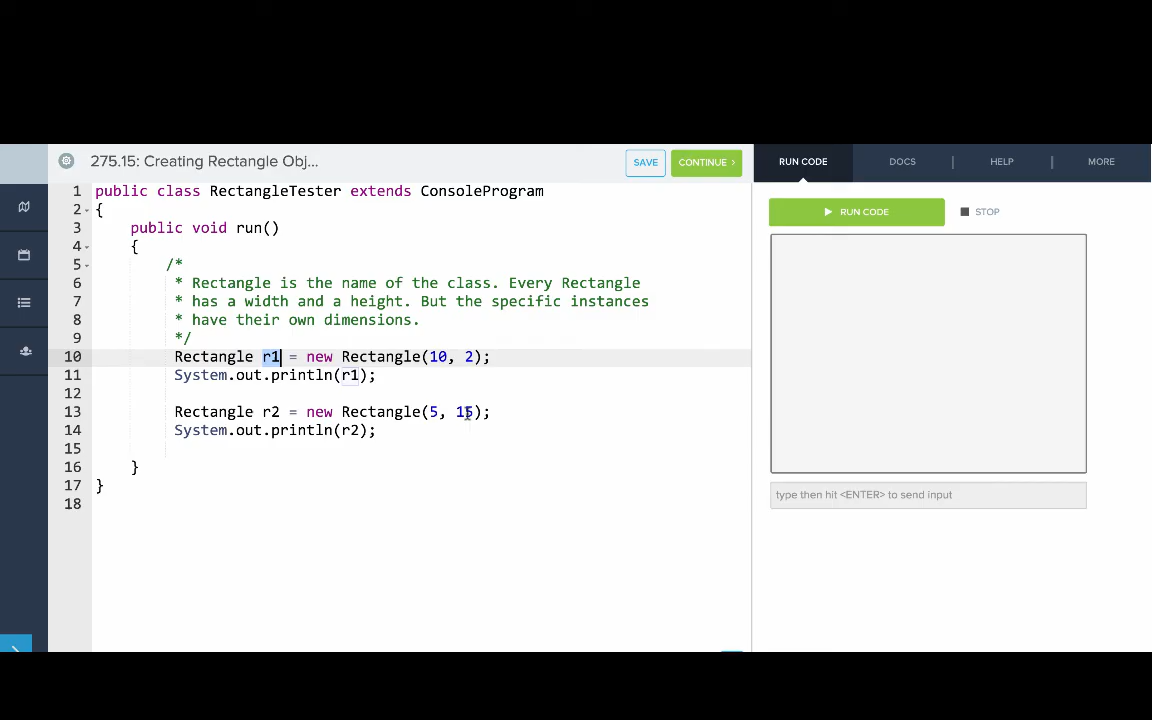 275.15: Creating Rectangle Obj...
SAVE
CONTINUE >
RUN CODE
DOCS
HELP
MORE
1 public class RectangleTester extends ConsoleProgram
2 {
3 public void run()
4 {
5 /*
6 * Rectangle is the name of the class. Every Rectangle
7 * has a width and a height. But the specific instances
8 * have their own dimensions.
9 */
10 Rectangle r1 = new Rectangle(10, 2);
11 System.out.println(r1);
12
13 Rectangle r2 = new Rectangle(5, 15);
14 System.out.println(r2);
15
16 }
17 }
18
RUN CODE
STOP
type then hit <ENTER> to send input